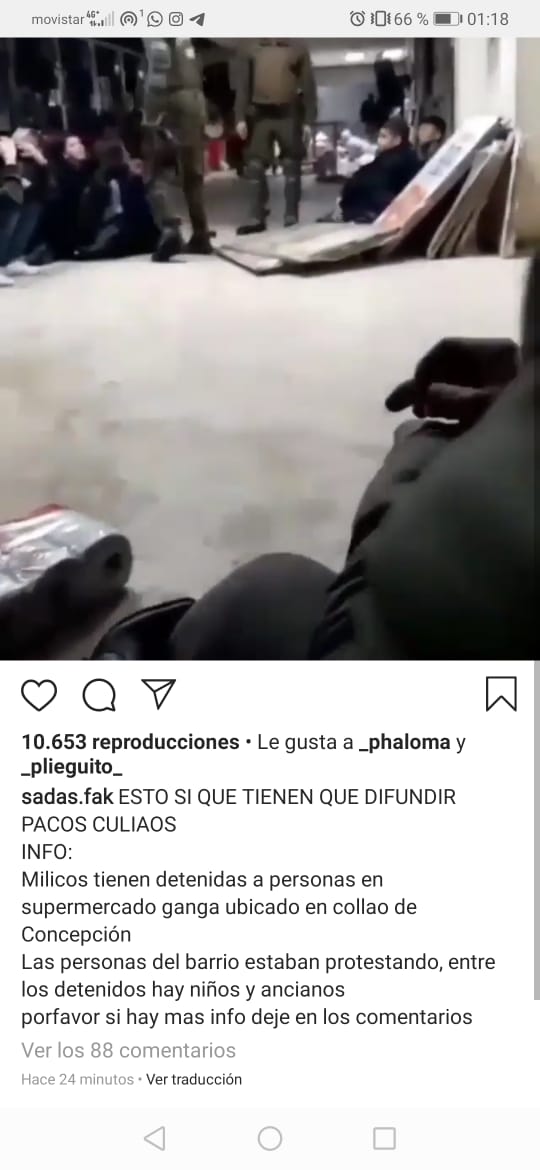 movistar 4G+ 1 66 % 01:18
10.653 reproducciones • Le gusta a _phaloma y
_plieguito_
sadas.fak ESTO SI QUE TIENEN QUE DIFUNDIR
PACOS CULIAOS
INFO:
Milicos tienen detenidas a personas en
supermercado ganga ubicado en collao de
Concepción
Las personas del barrio estaban protestando, entre
los detenidos hay niños y ancianos
porfavor si hay mas info deje en los comentarios
Ver los 88 comentarios
Hace 24 minutos • Ver traducción